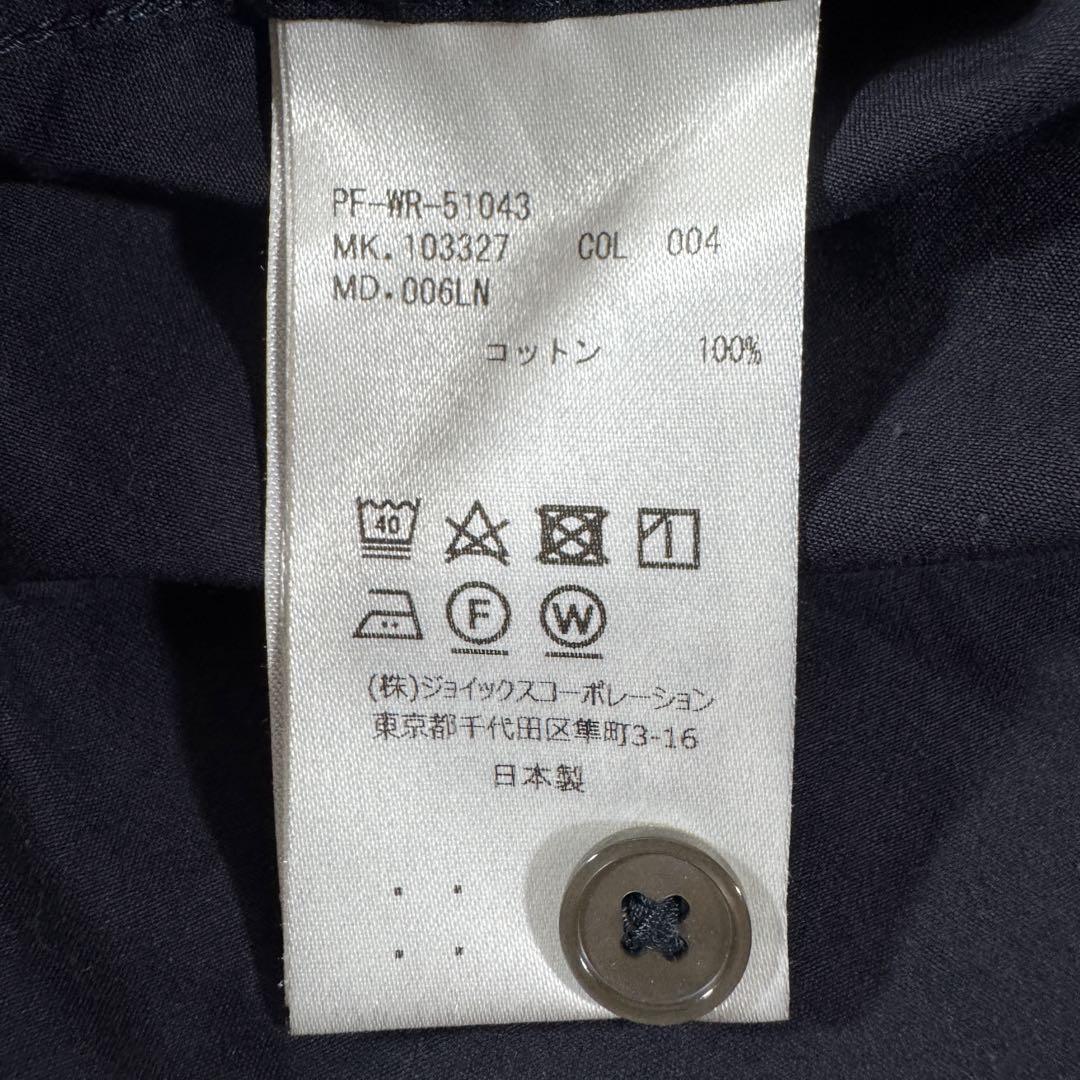 PF-WR-51043
MK.103327 COL 004
MD.006LN
コットン 100%
40
F W
(株)ジョイックスコーポレーション
東京都千代田区隼町3-16
日本製